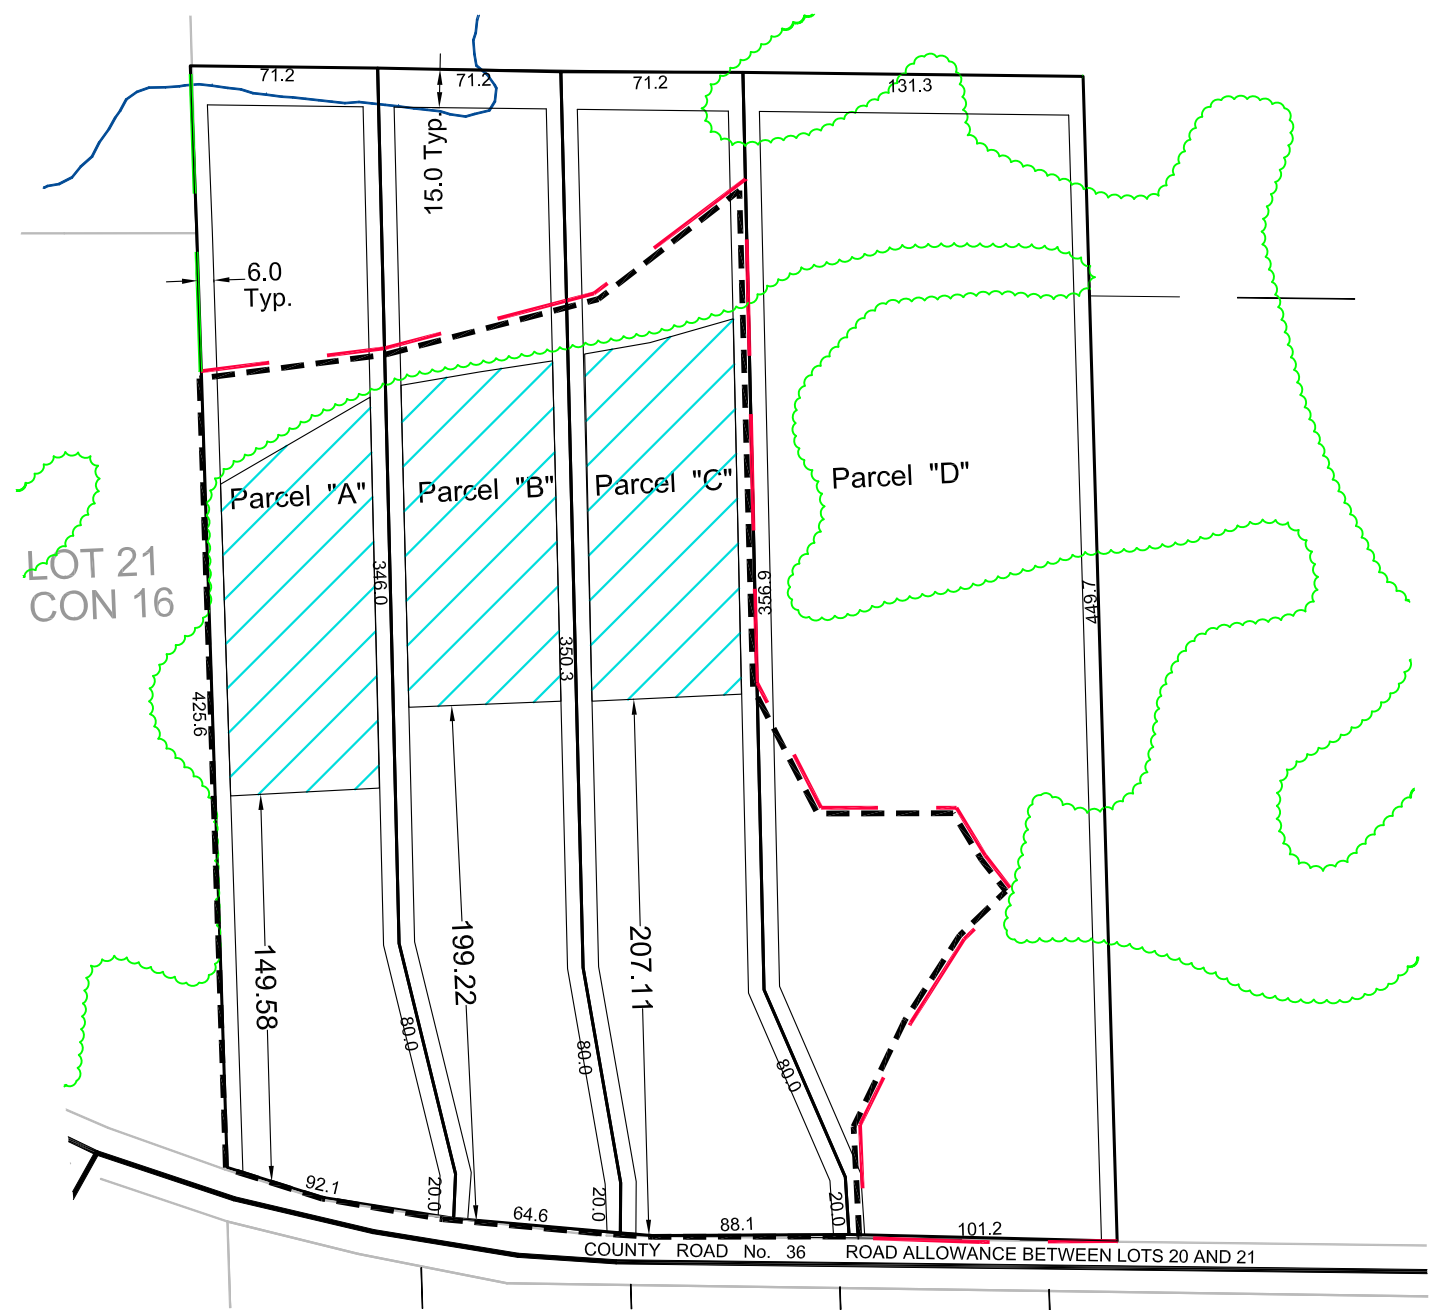 71.2
71.2
71.2
131.3
15.0 Typ.
6.0
Typ.
Parcel "A"
Parcel "B"
Parcel "C"
Parcel "D"
LOT 21
CON 16
346.0
350.3
356.9
449.7
425.6
149.58
199.22
207.11
80.0
80.0
80.0
20.0
20.0
20.0
92.1
64.6
88.1
101.2
COUNTY ROAD No. 36 ROAD ALLOWANCE BETWEEN LOTS 20 AND 21